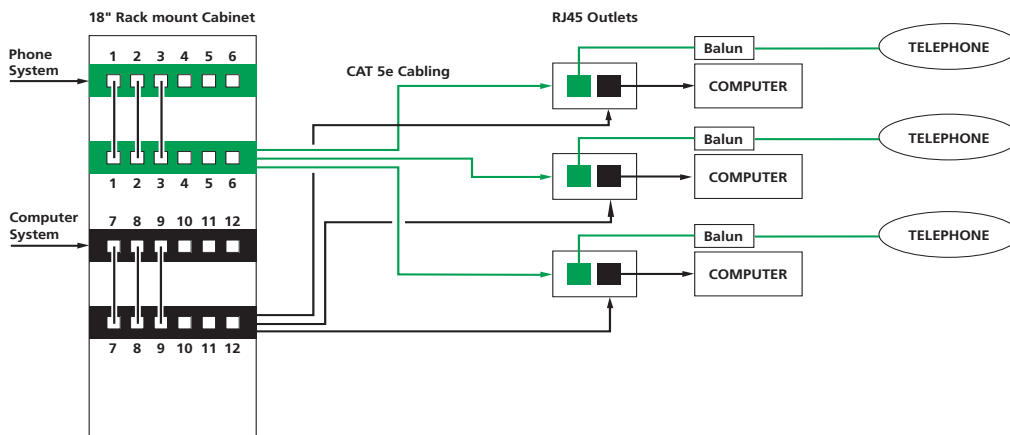 18" Rack mount Cabinet
RJ45 Outlets
Phone
System
1 2 3 4 5 6
CAT 5e Cabling
1 2 3 4 5 6
Computer
System
7 8 9 10 11 12
7 8 9 10 11 12
Balun
TELEPHONE
COMPUTER
Balun
TELEPHONE
COMPUTER
Balun
TELEPHONE
COMPUTER